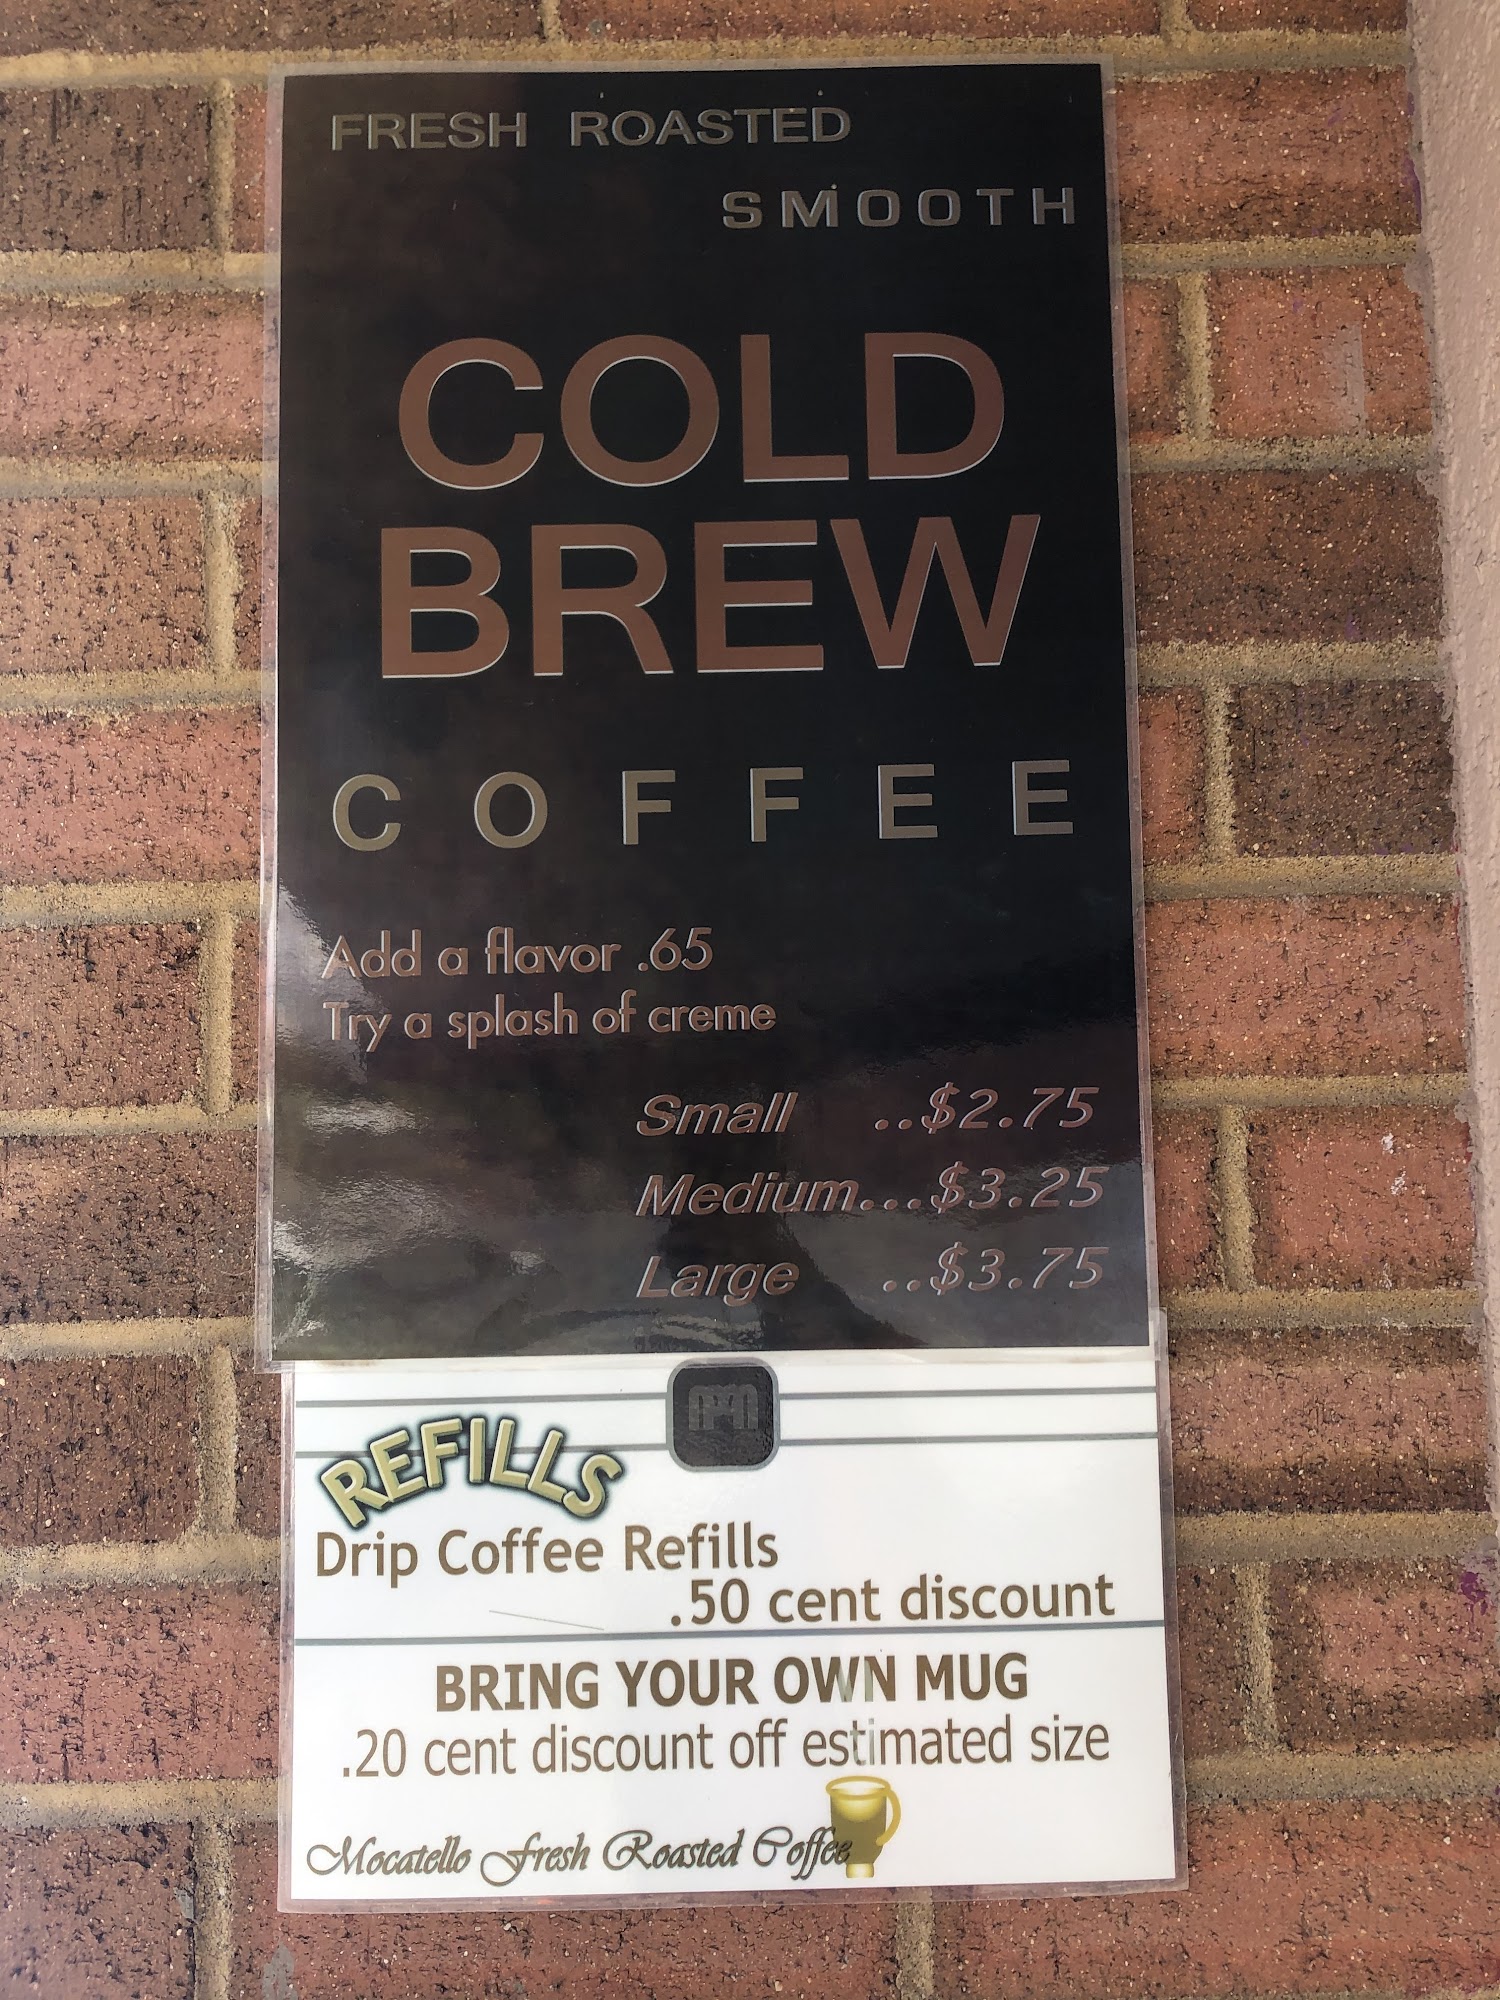 FRESH ROASTED
SMOOTH
COLD
BREW
COFFEE
Add a flavor .65
Try a splash of creme
Small ..$2.75
Medium...$3.25
Large ..$3.75
REFILLS
Drip Coffee Refills
.50 cent discount
BRING YOUR OWN MUG
.20 cent discount off estimated size
Mocatello Fresh Roasted Coffee